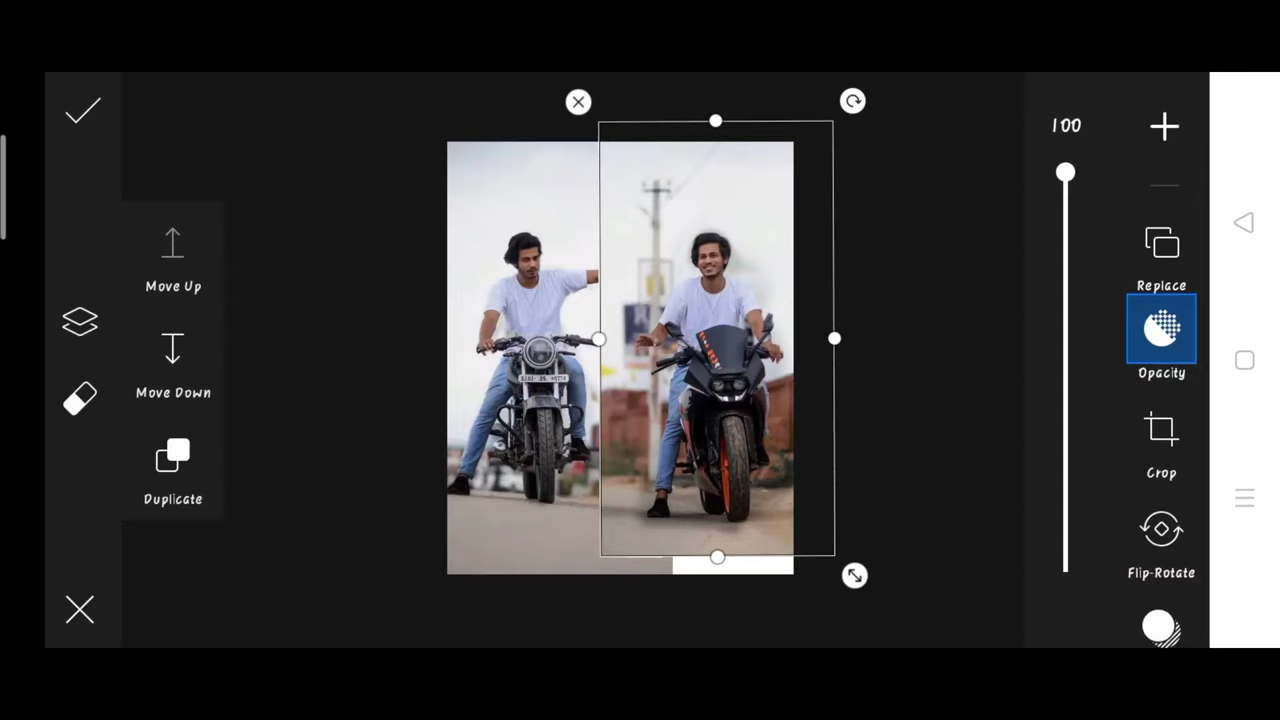 Move Up
Move Down
Duplicate
100
Replace
Opacity
Crop
Flip-Rotate